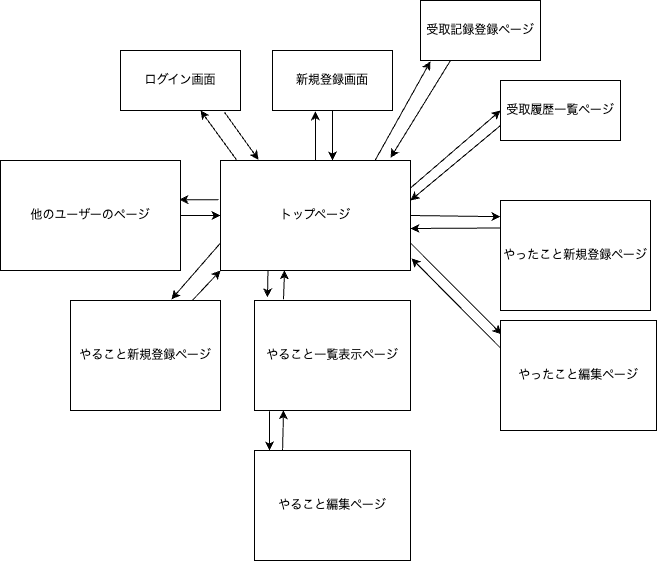 受取記録登録ページ
ログイン画面
新規登録画面
受取履歴一覧ページ
他のユーザーのページ
トップページ
やったこと新規登録ページ
やること新規登録ページ
やること一覧表示ページ
やったこと編集ページ
やること編集ページ